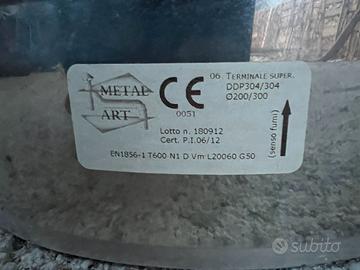 METAL
ART
CE
0051
06 TERMINALE SUPER.
DDP304/304
Ø200/300
Lotto n. 180912
Cert. P.I.06/12
(senso fumi)
EN1856-1 T600 N1 D Vm L20060 G50
subito